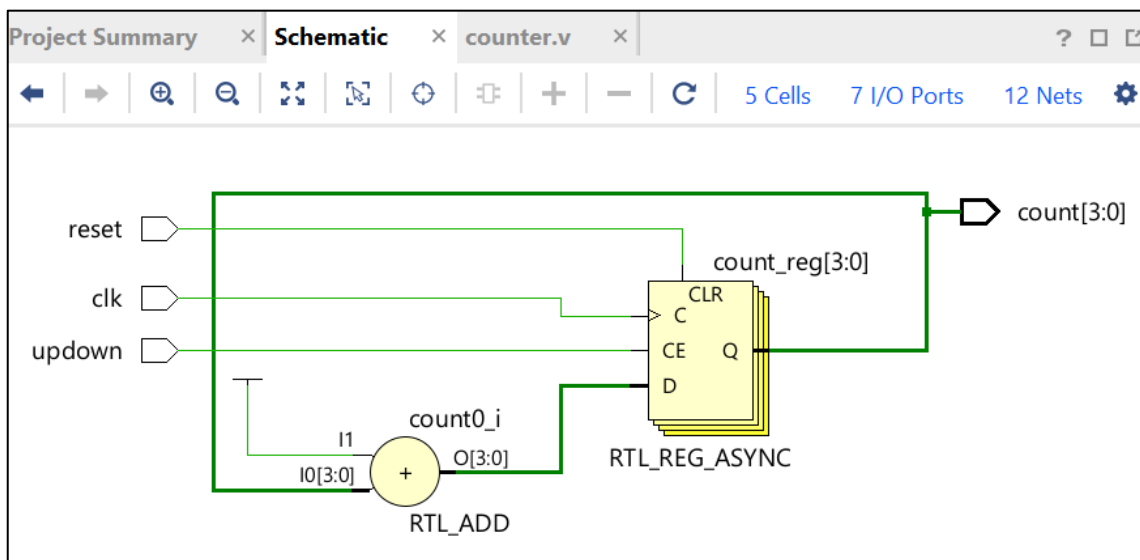 Project Summary × Schematic × counter.v × ?
5 Cells 7 I/O Ports 12 Nets
count[3:0]
reset
count_reg[3:0]
CLR
clk
C
updown
CE Q
D
count0_i
I1
O[3:0]
RTL_REG_ASYNC
I0[3:0]
+
RTL_ADD